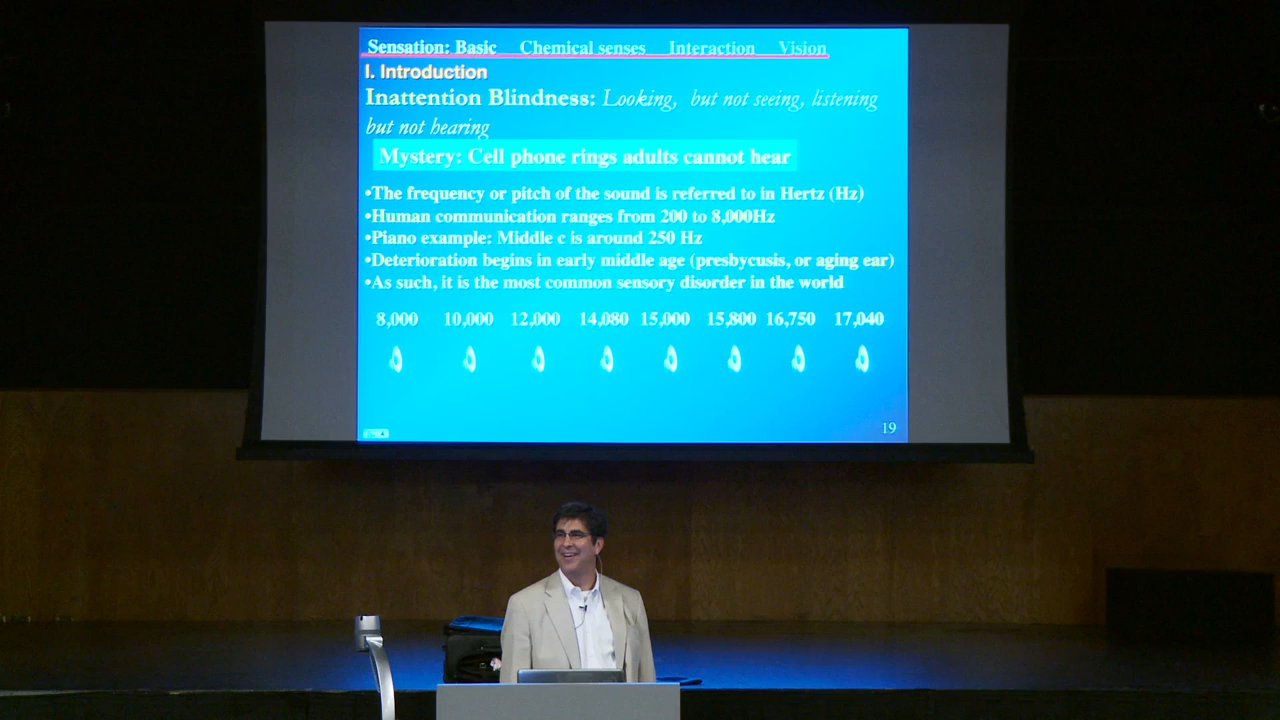 Sensation: Basic Chemical senses Interaction Vision
I. Introduction
Inattention Blindness: Looking, but not seeing, listening
but not hearing
Mystery: Cell phone rings adults cannot hear
•The frequency or pitch of the sound is referred to in Hertz (Hz)
•Human communication ranges from 200 to 8,000Hz
•Piano example: Middle c is around 250 Hz
•Deterioration begins in early middle age (presbycusis, or aging ear)
•As such, it is the most common sensory disorder in the world
8,000 10,000 12,000 14,080 15,000 15,800 16,750 17,040
19